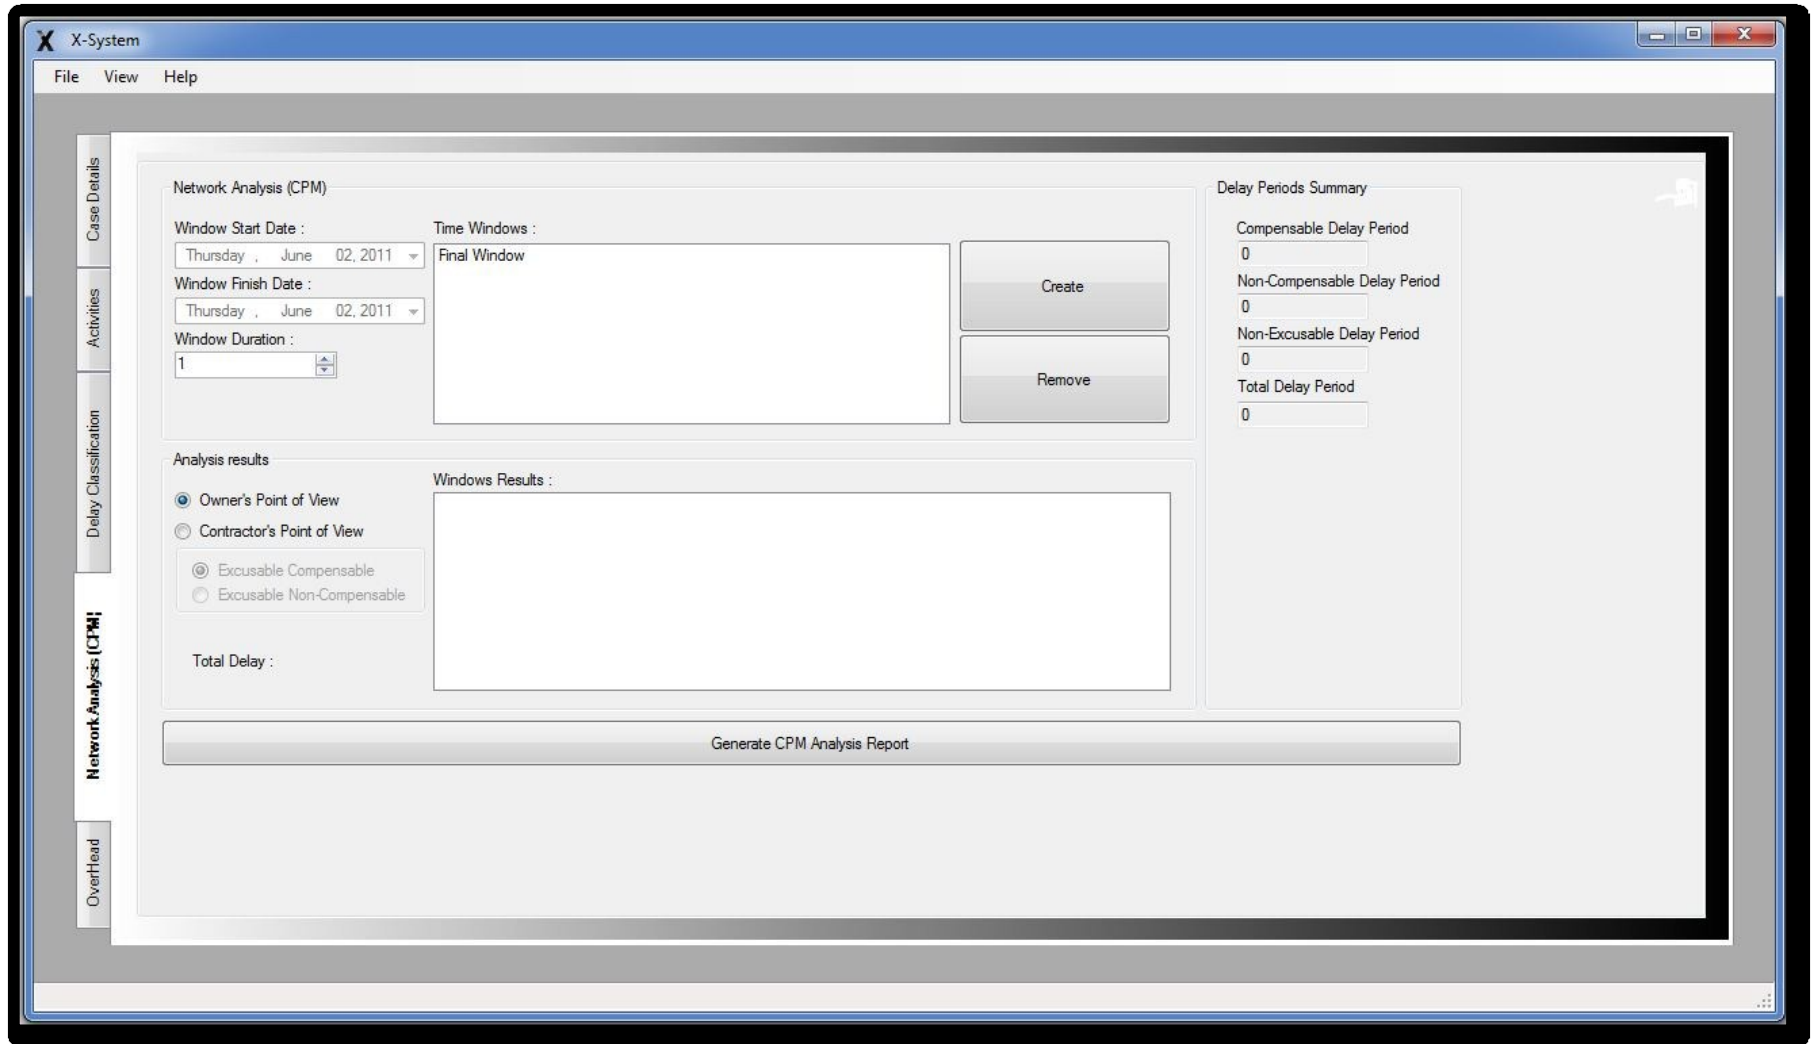 X-System
File View Help
Case Details
Activities
Delay Classification
Network Analysis (CPM)
OverHead
Network Analysis (CPM)
Window Start Date :
Thursday , June 02, 2011
Window Finish Date :
Thursday , June 02, 2011
Window Duration :
1
Time Windows :
Final Window
Create
Remove
Analysis results
Owner's Point of View
Contractor's Point of View
Excusable Compensable
Excusable Non-Compensable
Total Delay :
Windows Results :
Delay Periods Summary
Compensable Delay Period
0
Non-Compensable Delay Period
0
Non-Excusable Delay Period
0
Total Delay Period
0
Generate CPM Analysis Report